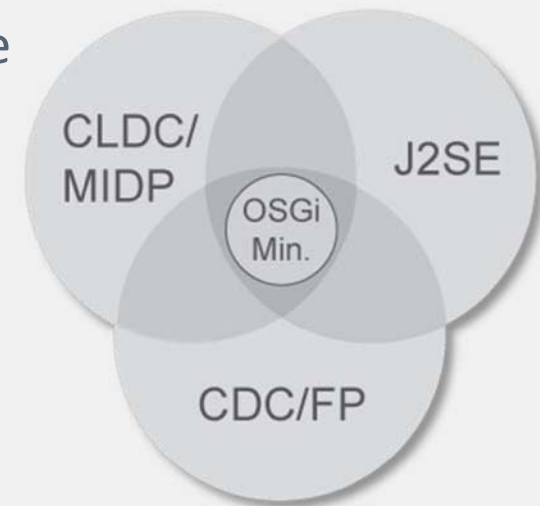 e
CLDC/
MIDP
J2SE
OSGi
Min.
CDC/FP